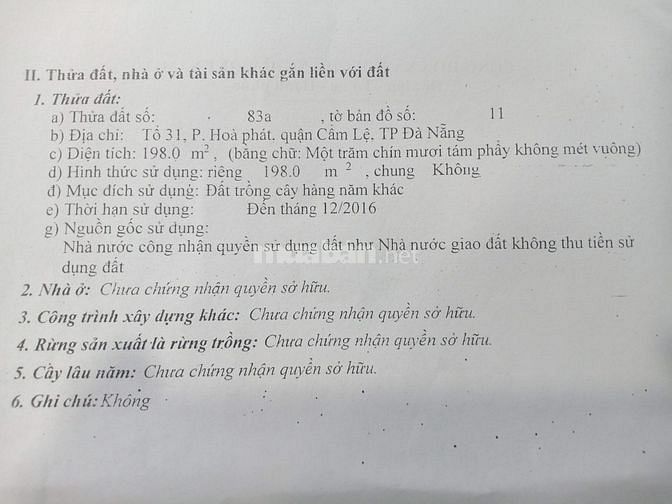 II. Thửa đất, nhà ở và tài sản khác gắn liền với đất
1. Thửa đất:
a) Thửa đất số: 83a , tờ bản đồ số: 11
b) Địa chỉ: Tổ 31, P. Hoà phát. quận Cẩm Lệ, TP Đà Nẵng
c) Diện tích: 198.0 m², (bằng chữ: Một trăm chín mươi tám phẩy không mét vuông)
d) Hình thức sử dụng: riêng 198.0 m ² , chung Không
đ) Mục đích sử dụng: Đất trồng cây hàng năm khác
e) Thời hạn sử dụng: Đến tháng 12/2016
g) Nguồn gốc sử dụng:
Nhà nước công nhận quyền sử dụng đất như Nhà nước giao đất không thu tiền sử
dụng đất
muaban.net
2. Nhà ở: Chưa chứng nhận quyền sở hữu.
3. Công trình xây dựng khác: Chưa chứng nhận quyền sở hữu.
4. Rừng sản xuất là rừng trồng: Chưa chứng nhận quyền sở hữu.
5. Cây lâu năm: Chưa chứng nhận quyền sở hữu.
6. Ghi chú: Không